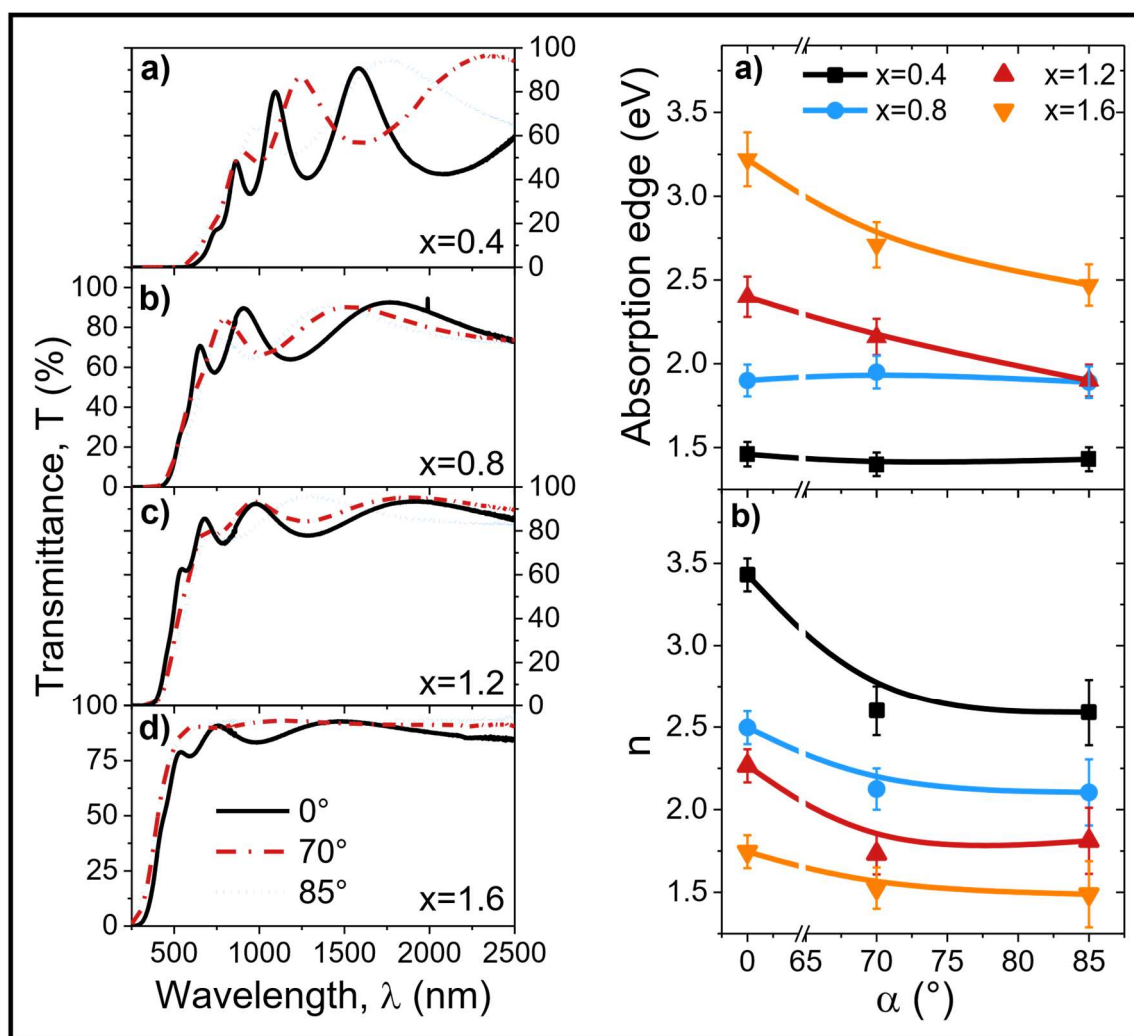 a)
100
80
60
40
20
0
x=0.4
100
80
60
40
20
0
b)
x=0.8
100
80
60
40
20
0
c)
x=1.2
100
75
50
25
0
d)
0°
70°
85°
x=1.6
500 1000 1500 2000 2500
Wavelength, λ (nm)
Transmittance, T (%)
a)
x=0.4 x=1.2
x=0.8 x=1.6
3.5
3.0
2.5
2.0
1.5
Absorption edge (eV)
b)
3.5
3.0
2.5
2.0
1.5
n
0 65 70 75 80 85
α (°)